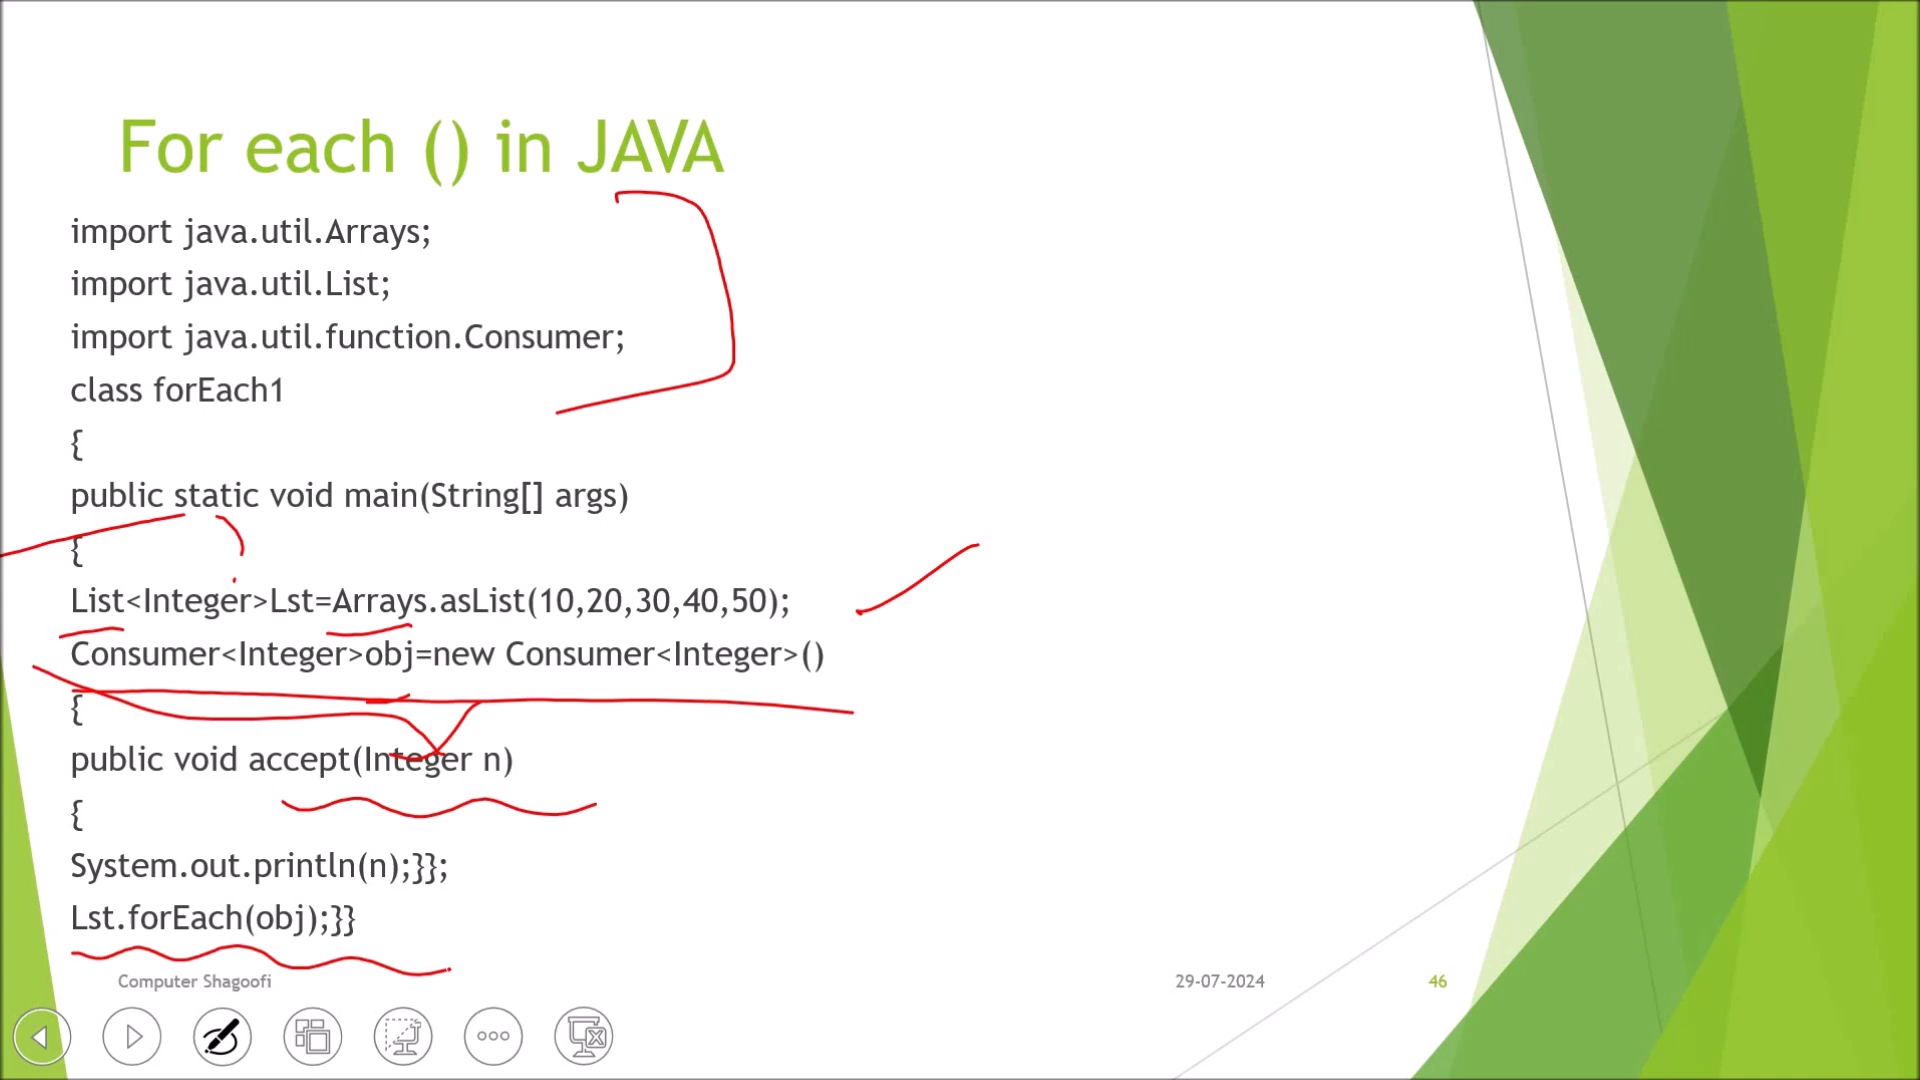 For each () in JAVA
import java.util.Arrays;
import java.util.List;
import java.util.function.Consumer;
class forEach1
{
public static void main(String[] args)
{
List<Integer>Lst=Arrays.asList(10,20,30,40,50);
Consumer<Integer>obj=new Consumer<Integer>()
{
public void accept(Integer n)
{
System.out.println(n);}};
Lst.forEach(obj);}}
Computer Shagoofi
29-07-2024
46